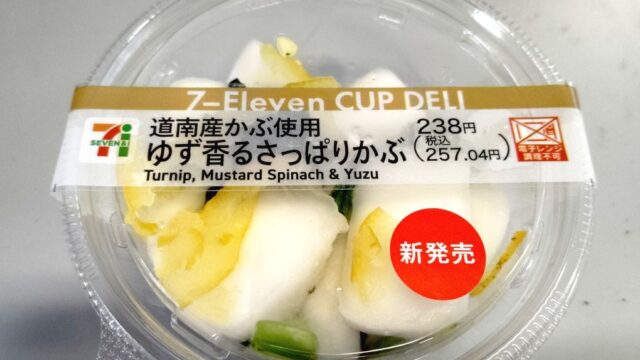 7-Eleven CUP DELI
7
SEVEN&i
道南産かぶ使用
ゆず香るさっぱりかぶ
Turnip, Mustard Spinach & Yuzu
238円
(税込
257.04円)
電子レンジ
調理不可
新発売